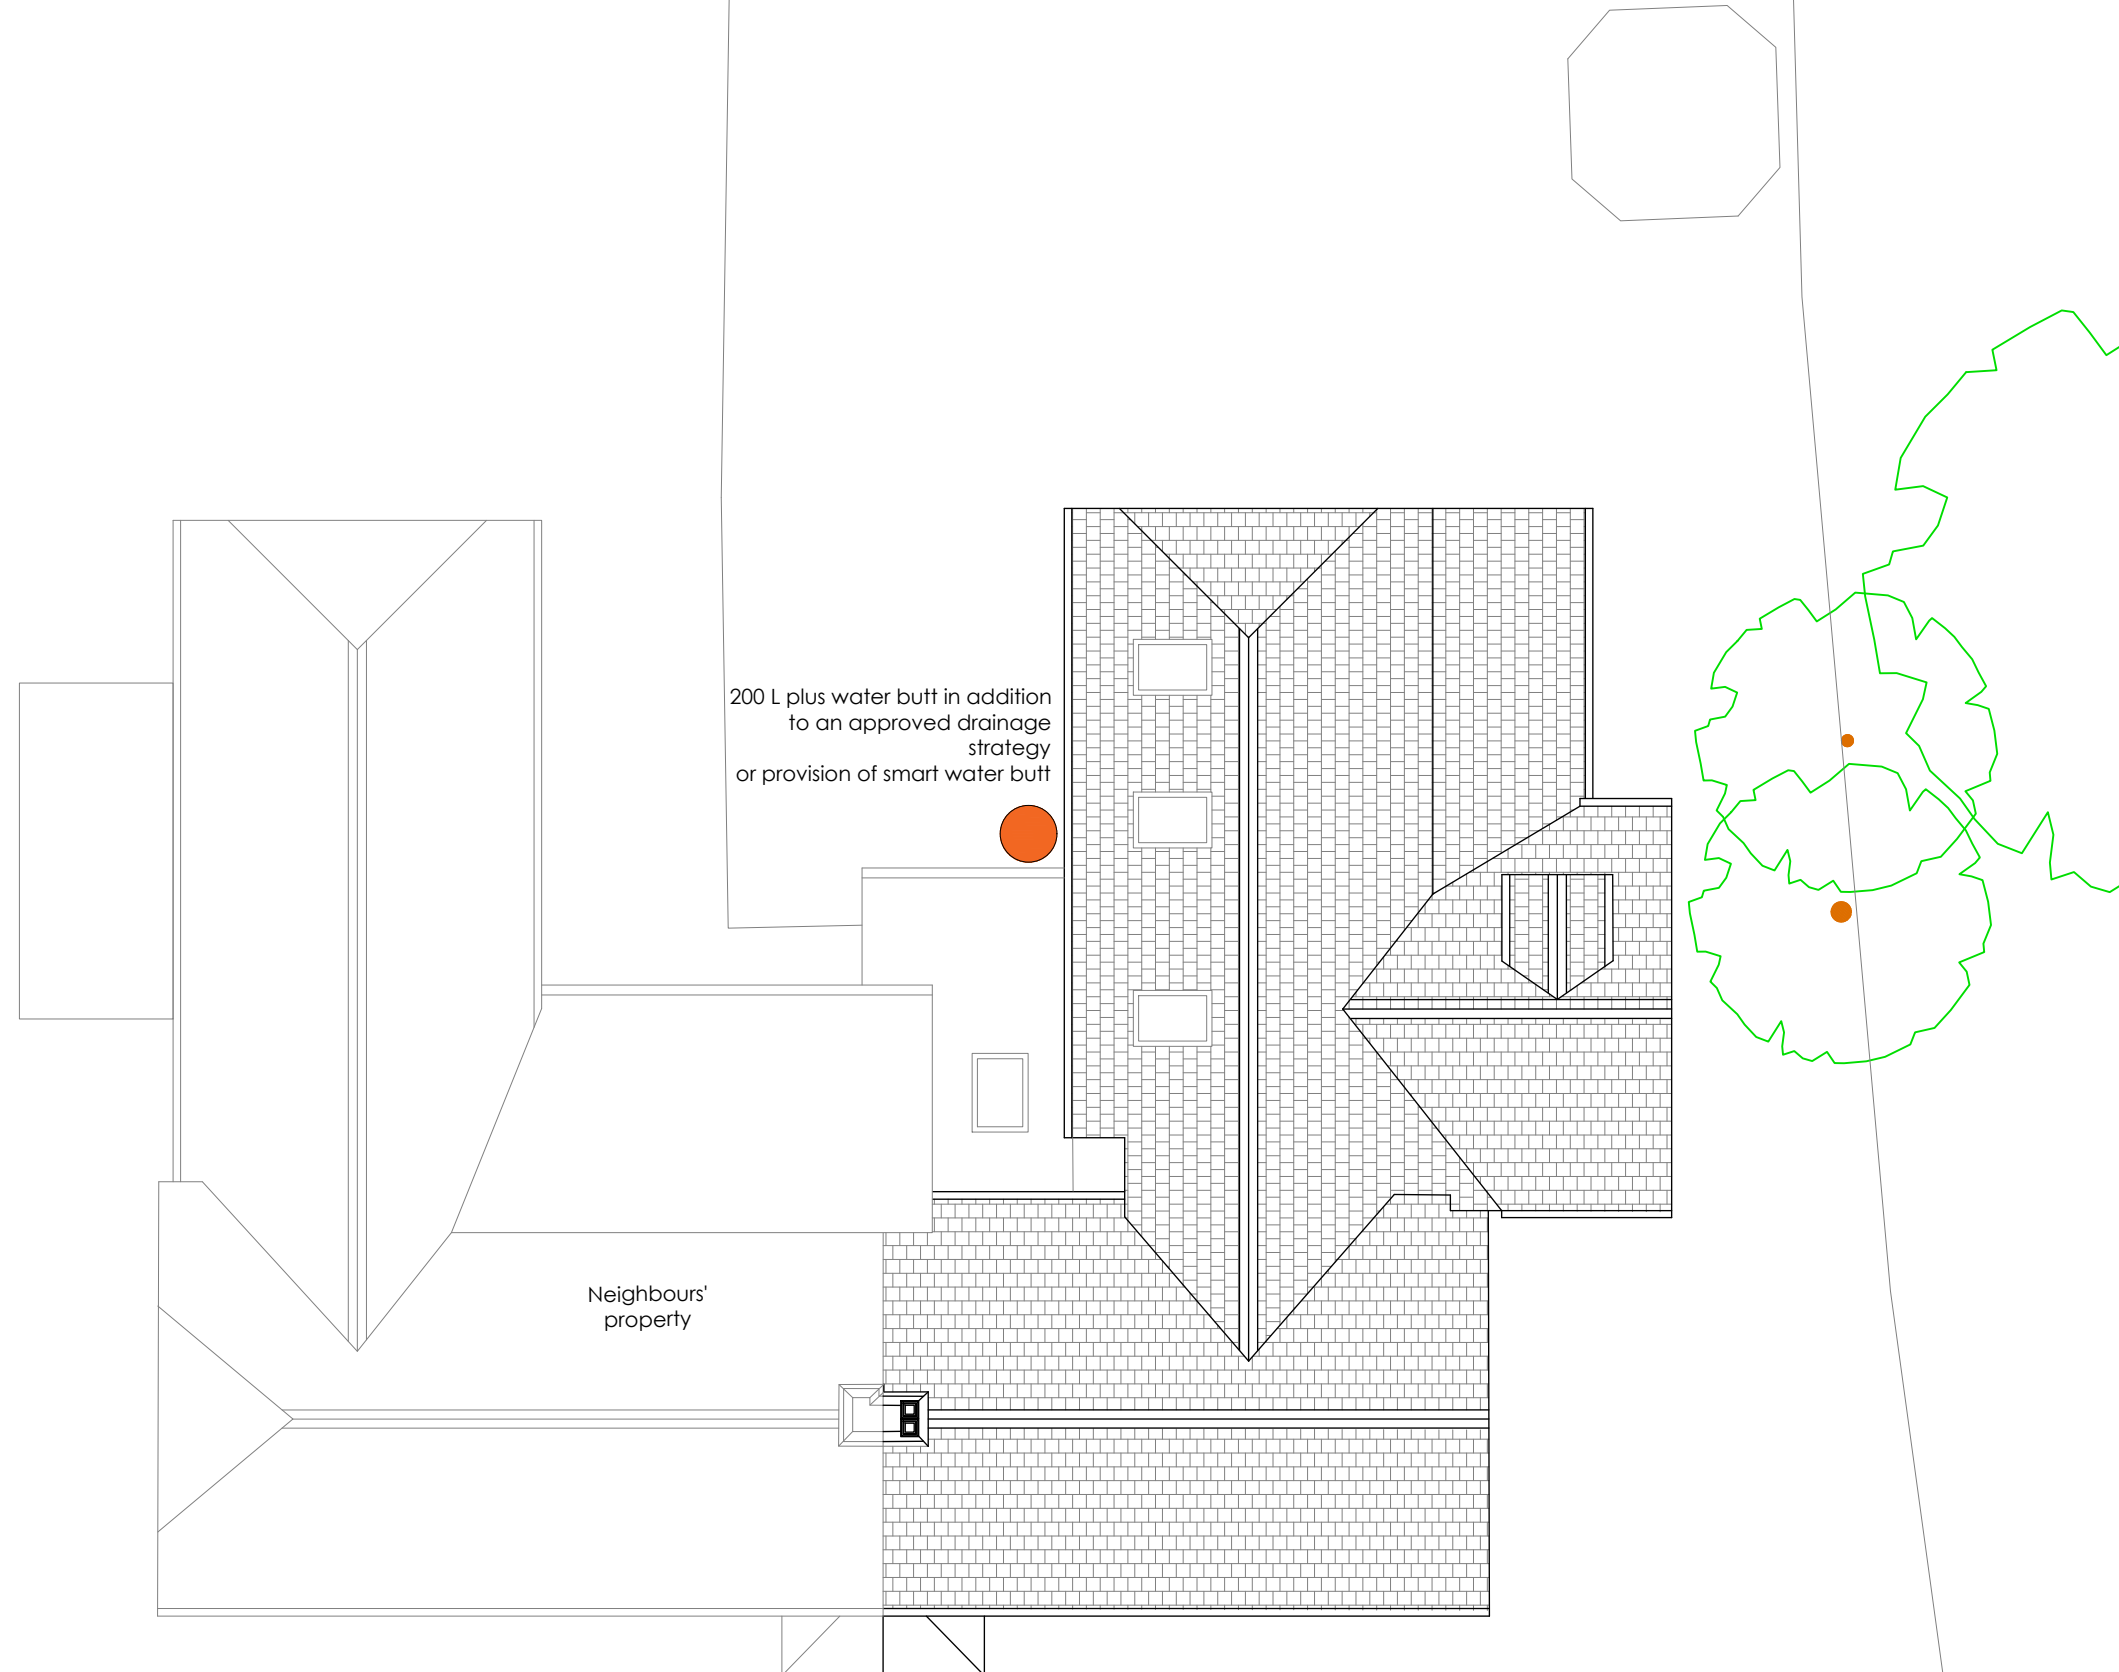 200 L plus water butt in addition
to an approved drainage
strategy
or provision of smart water butt
Neighbours'
property